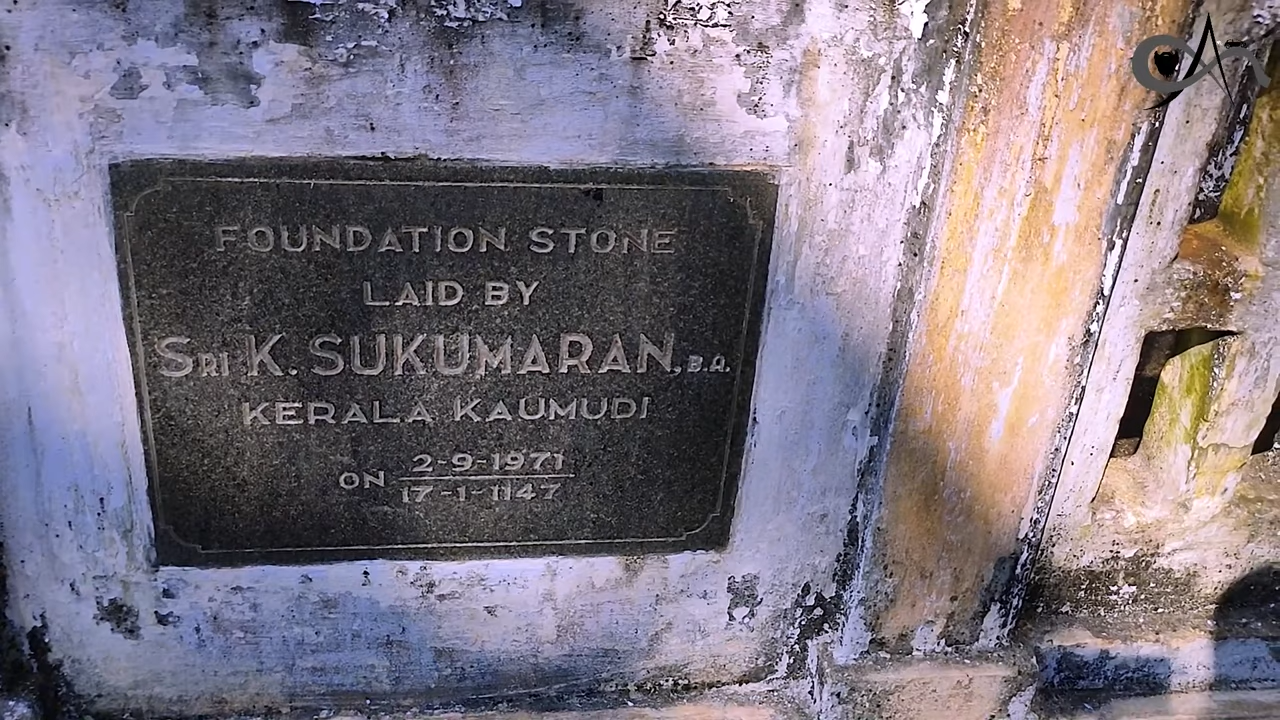 FOUNDATION STONE
LAID BY
SRI K. SUKUMARAN, B.A.
KERALA KAUMUDI
ON 2-9-1971
17-1-1147